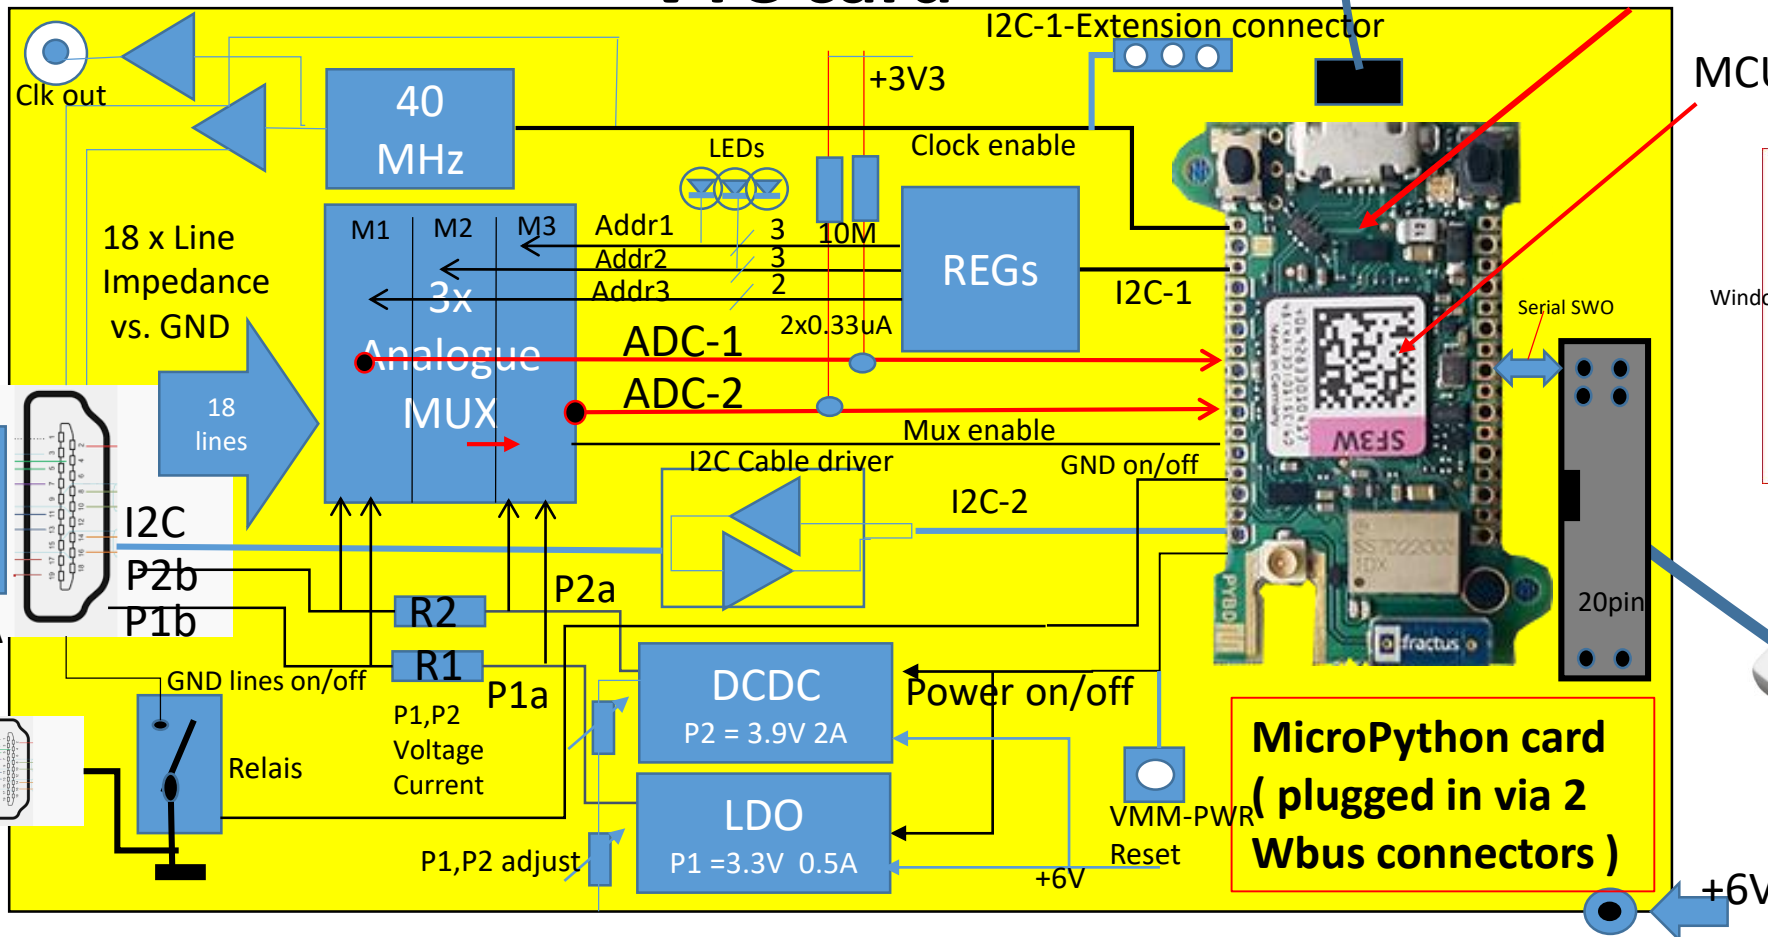 I2C-1-Extension connector
+3V3
Clk out
40
MHz
LEDs
Clock enable
18 x Line
Impedance
vs. GND
M1
M2
M3
Addr1
Addr2
Addr3
3
3
2
10M
REGs
I2C-1
3x
Analogue
MUX
2x0.33uA
ADC-1
ADC-2
Serial SWO
18
lines
Mux enable
I2C Cable driver
GND on/off
SF3W
I2C
I2C-2
P2b
P1b
P2a
R2
R1
P1a
PYBD
fractus
20pin
GND lines on/off
DCDC
P2 = 3.9V 2A
Power on/off
P1,P2
Voltage
Current
Relais
LDO
P1 =3.3V 0.5A
P1,P2 adjust
VMM-PWR
Reset
+6V
MicroPython card
( plugged in via 2
Wbus connectors )
+6V